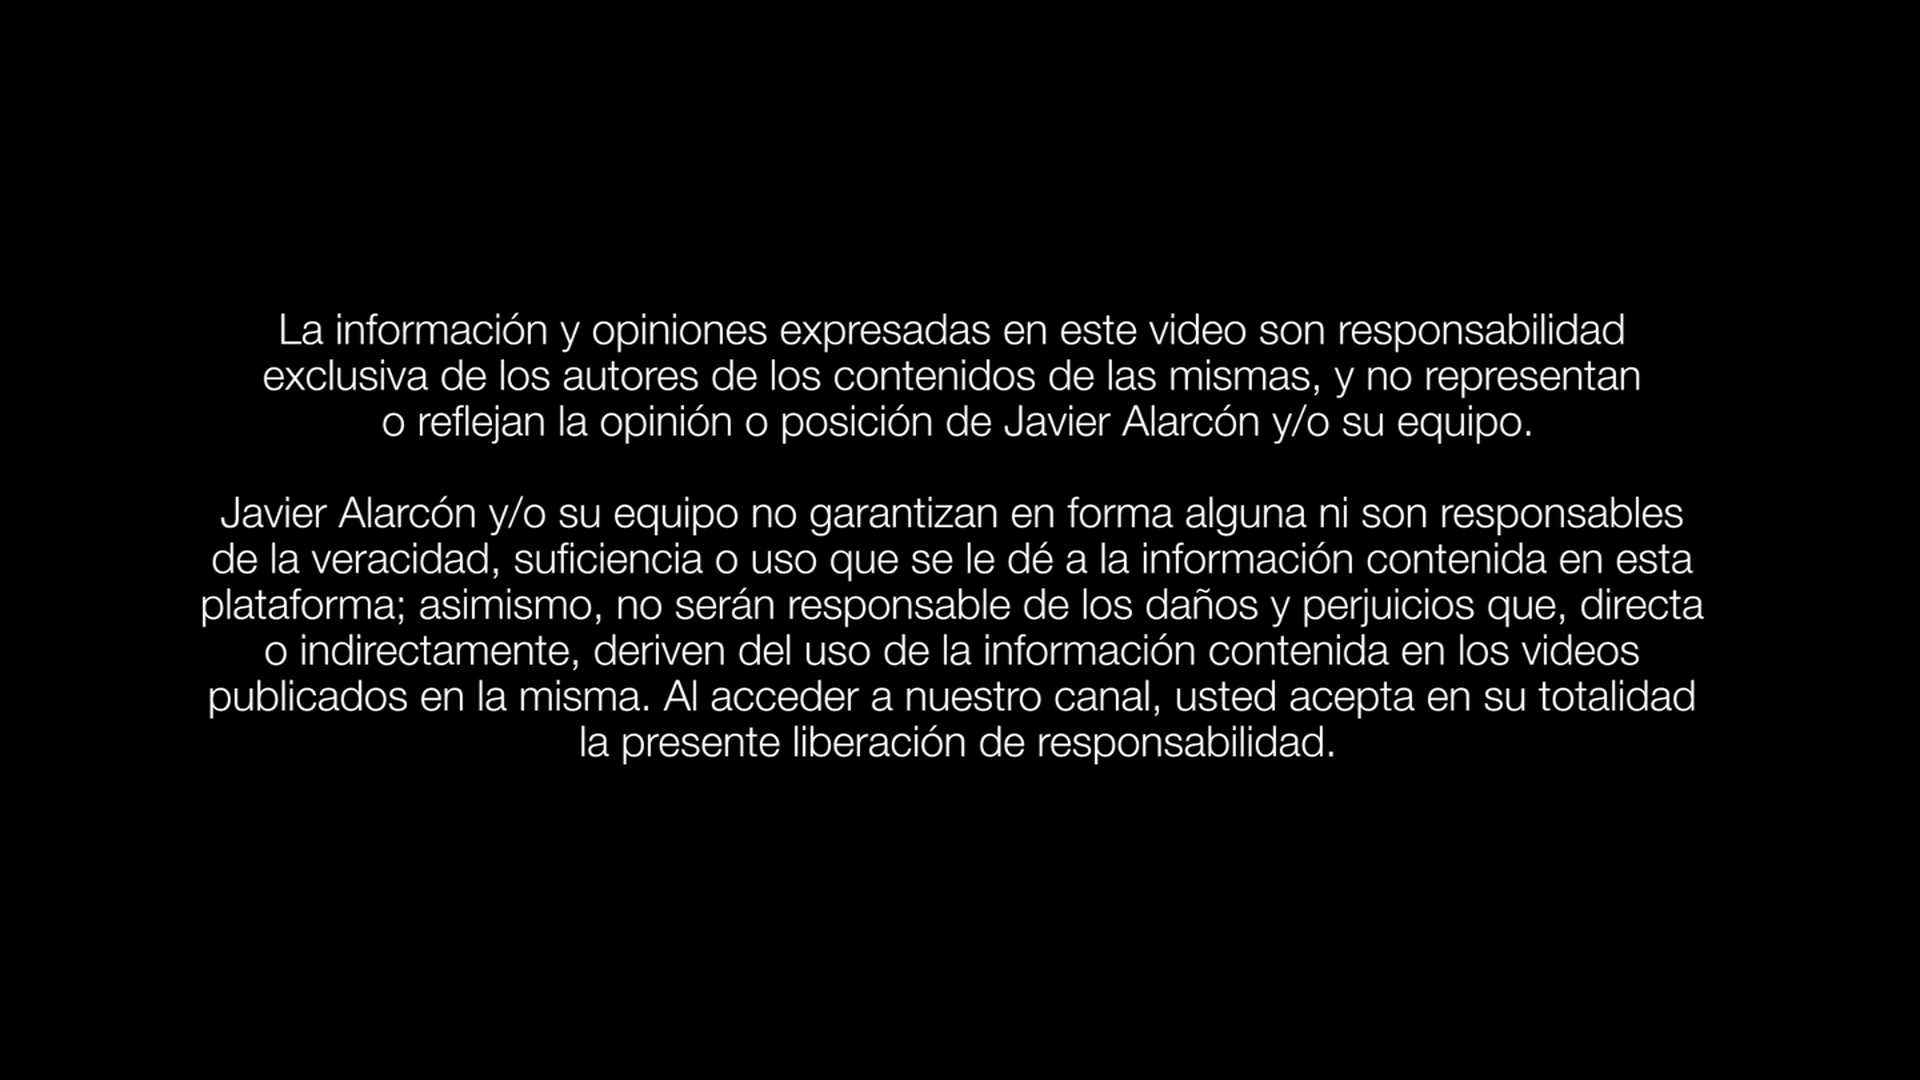 La información y opiniones expresadas en este video son responsabilidad
exclusiva de los autores de los contenidos de las mismas, y no representan
o reflejan la opinión o posición de Javier Alarcón y/o su equipo.
Javier Alarcón y/o su equipo no garantizan en forma alguna ni son responsables
de la veracidad, suficiencia o uso que se le dé a la información contenida en esta
plataforma; asimismo, no serán responsable de los daños y perjuicios que, directa
o indirectamente, deriven del uso de la información contenida en los videos
publicados en la misma. Al acceder a nuestro canal, usted acepta en su totalidad
la presente liberación de responsabilidad.